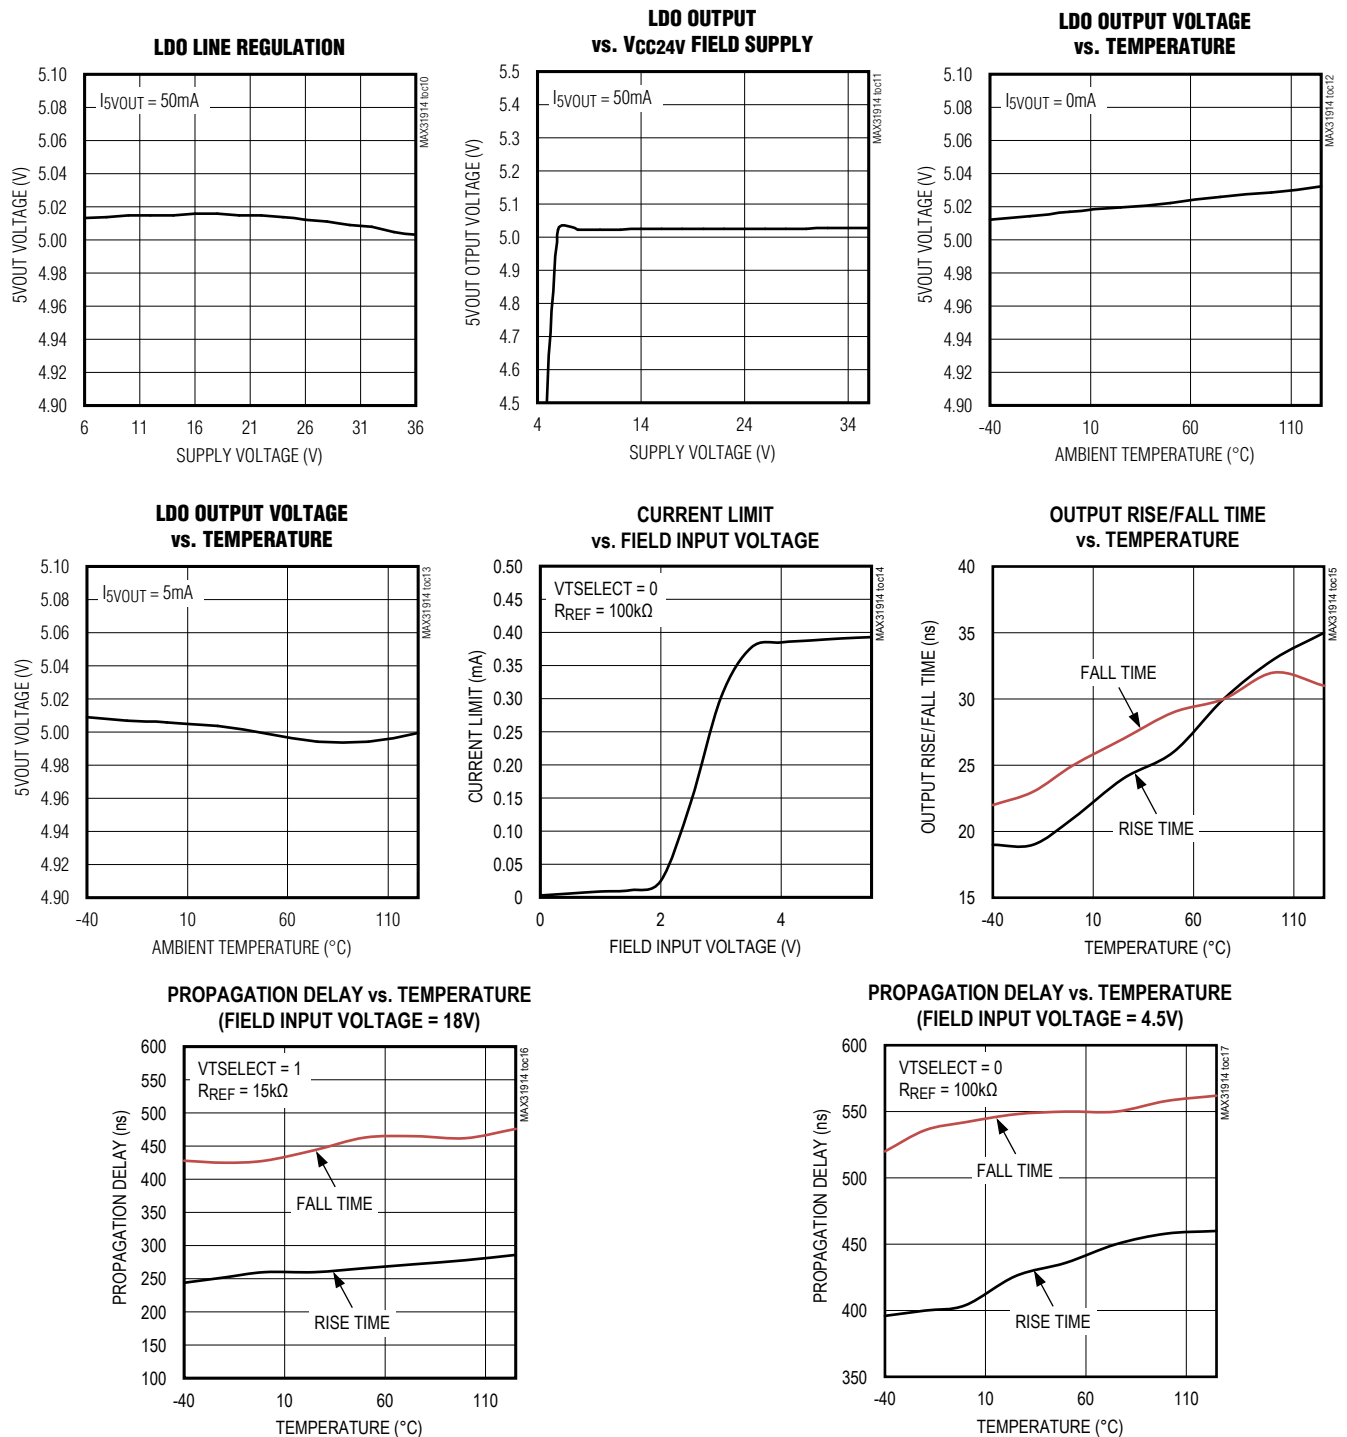 LDO LINE REGULATION
5.10
5.08
5.06
5.04
5.02
5.00
4.98
4.96
4.94
4.92
4.90
5VOUT VOLTAGE (V)
I5VOUT = 50mA
MAX31914 toc10
6 11 16 21 26 31 36
SUPPLY VOLTAGE (V)
LDO OUTPUT
vs. VCC24V FIELD SUPPLY
5.5
5.4
5.3
5.2
5.1
5.0
4.9
4.8
4.7
4.6
4.5
5VOUT OTPUT VOLTAGE (V)
I5VOUT = 50mA
MAX31914 toc11
4 14 24 34
SUPPLY VOLTAGE (V)
LDO OUTPUT VOLTAGE
vs. TEMPERATURE
5.10
5.08
5.06
5.04
5.02
5.00
4.98
4.96
4.94
4.92
4.90
5VOUT VOLTAGE (V)
I5VOUT = 0mA
MAX31914 toc12
-40 10 60 110
AMBIENT TEMPERATURE (°C)
LDO OUTPUT VOLTAGE
vs. TEMPERATURE
5.10
5.08
5.06
5.04
5.02
5.00
4.98
4.96
4.94
4.92
4.90
5VOUT VOLTAGE (V)
I5VOUT = 5mA
MAX31914 toc13
-40 10 60 110
AMBIENT TEMPERATURE (°C)
CURRENT LIMIT
vs. FIELD INPUT VOLTAGE
0.50
0.45
0.40
0.35
0.30
0.25
0.20
0.15
0.10
0.05
0
CURRENT LIMIT (mA)
VTSELECT = 0
RREF = 100kΩ
MAX31914 toc14
0 2 4
FIELD INPUT VOLTAGE (V)
OUTPUT RISE/FALL TIME
vs. TEMPERATURE
40
35
30
25
20
15
OUTPUT RISE/FALL TIME (ns)
FALL TIME
RISE TIME
MAX31914 toc15
-40 10 60 110
TEMPERATURE (°C)
PROPAGATION DELAY vs. TEMPERATURE
(FIELD INPUT VOLTAGE = 18V)
600
550
500
450
400
350
300
250
200
150
100
PROPAGATION DELAY (ns)
VTSELECT = 1
RREF = 15kΩ
FALL TIME
RISE TIME
MAX31914 toc16
-40 10 60 110
TEMPERATURE (°C)
PROPAGATION DELAY vs. TEMPERATURE
(FIELD INPUT VOLTAGE = 4.5V)
600
550
500
450
400
350
PROPAGATION DELAY (ns)
VTSELECT = 0
RREF = 100kΩ
FALL TIME
RISE TIME
MAX31914 toc17
-40 10 60 110
TEMPERATURE (°C)